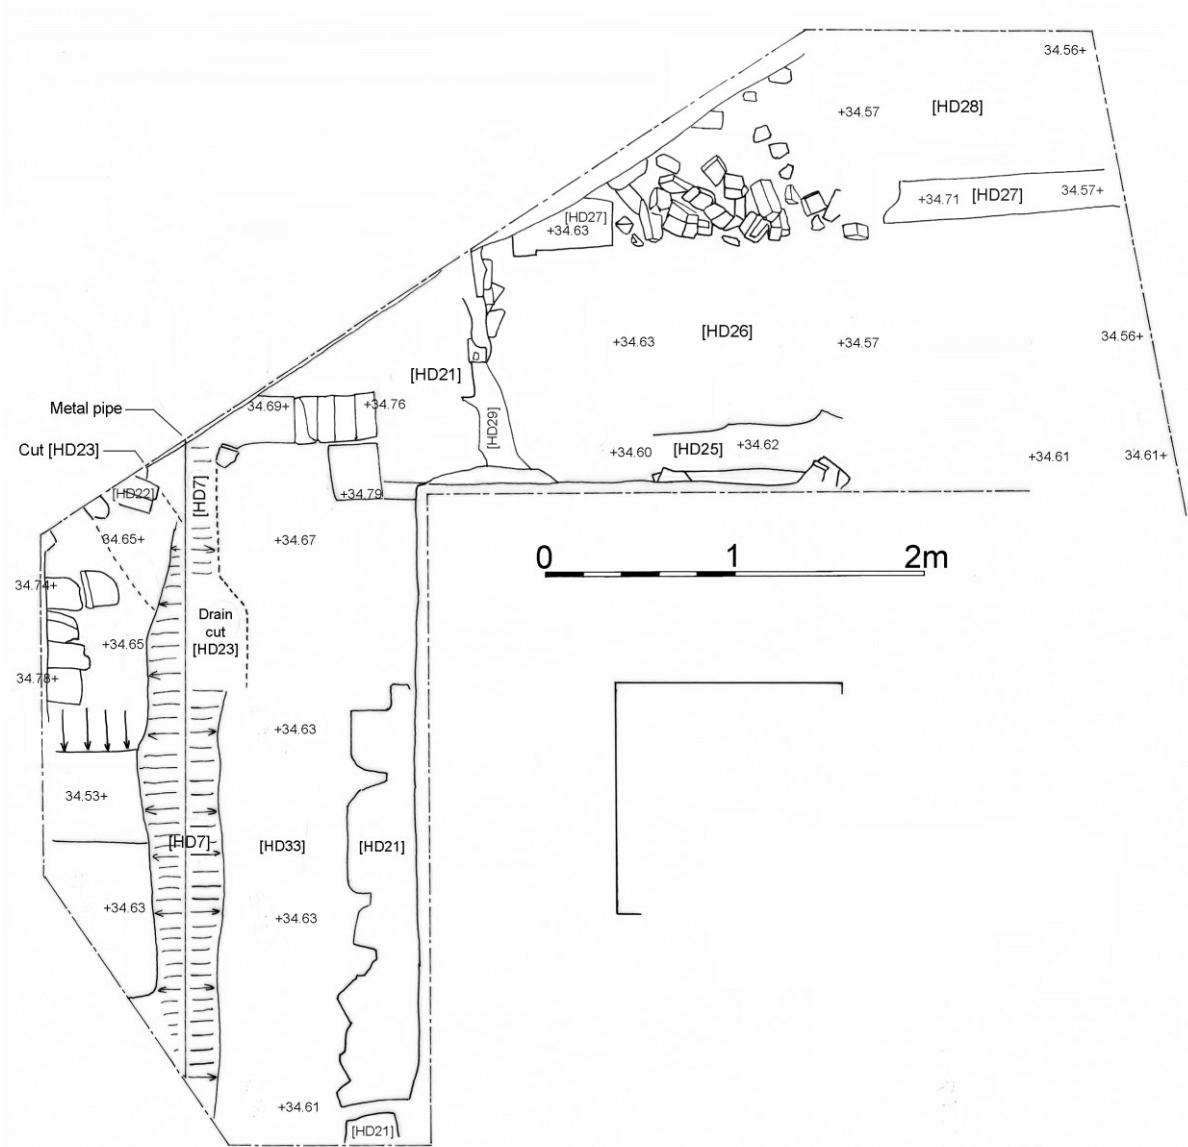 34.56+
+34.57
[HD28]
34.57+
+34.71
[HD27]
[HD27]
+34.63
[HD26]
+34.63
+34.57
34.56+
[HD21]
Metal pipe
34.69+
+34.76
[HD29]
Cut [HD23]
[HD25]
+34.62
+34.60
+34.61
34.61+
[HD22]
[HD7]
+34.79
34.65+
+34.67
0
1
2m
34.74+
Drain
cut
[HD23]
+34.65
34.78+
+34.63
34.53+
[HD7]
[HD33]
[HD21]
+34.63
+34.63
+34.61
[HD21]